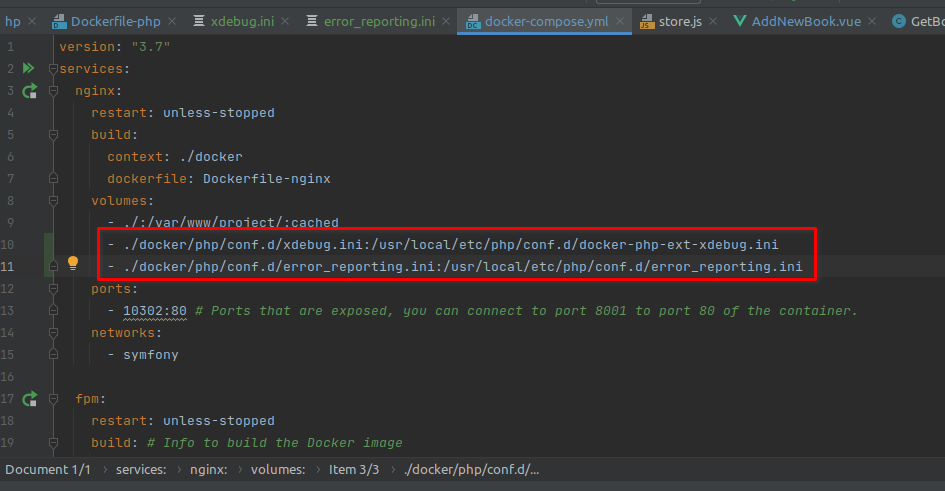 hp Dockerfile-php xdebug.ini error_reporting.ini docker-compose.yml store.js AddNewBook.vue GetBo
1 version: "3.7"
2 services:
3 nginx:
4 restart: unless-stopped
5 build:
6 context: ./docker
7 dockerfile: Dockerfile-nginx
8 volumes:
9 - ./:/var/www/project/:cached
10 - ./docker/php/conf.d/xdebug.ini:/usr/local/etc/php/conf.d/docker-php-ext-xdebug.ini
11 - ./docker/php/conf.d/error_reporting.ini:/usr/local/etc/php/conf.d/error_reporting.ini
12 ports:
13 - 10302:80 # Ports that are exposed, you can connect to port 8001 to port 80 of the container.
14 networks:
15 - symfony
16
17 fpm:
18 restart: unless-stopped
19 build: # Info to build the Docker image
Document 1/1 › services: › nginx: › volumes: › Item 3/3 › ./docker/php/conf.d/...